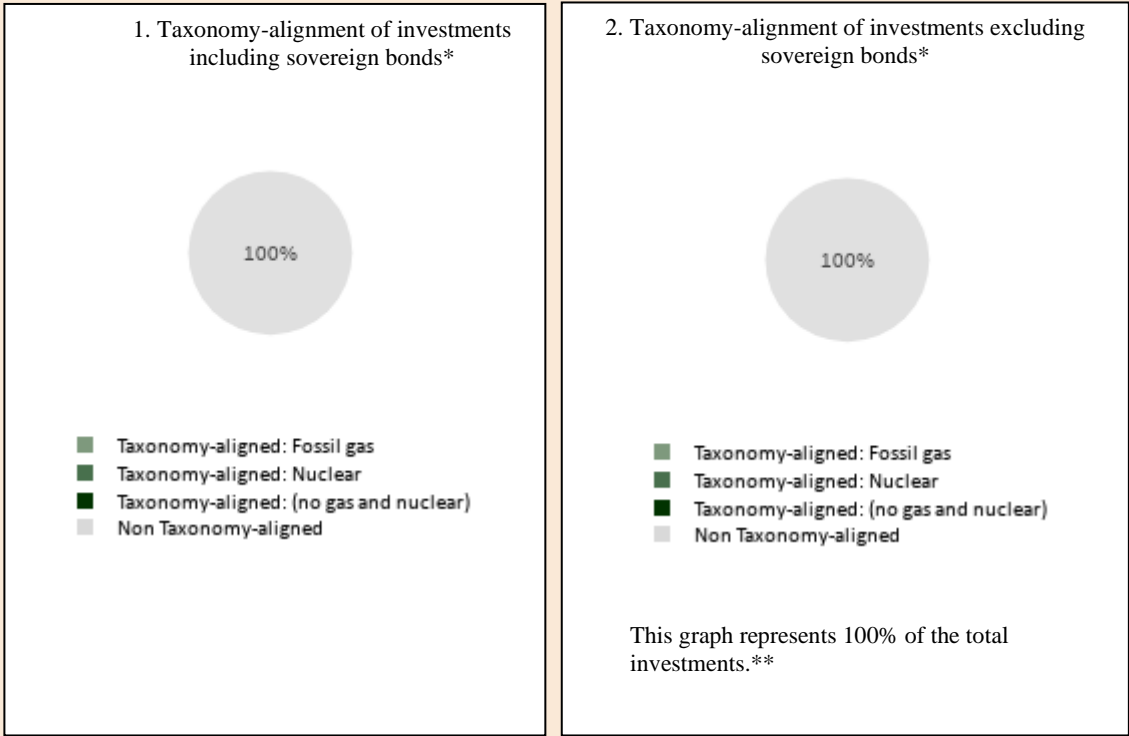 1. Taxonomy-alignment of investments
including sovereign bonds*
100%
Taxonomy-aligned: Fossil gas
Taxonomy-aligned: Nuclear
Taxonomy-aligned: (no gas and nuclear)
Non Taxonomy-aligned
2. Taxonomy-alignment of investments excluding
sovereign bonds*
100%
Taxonomy-aligned: Fossil gas
Taxonomy-aligned: Nuclear
Taxonomy-aligned: (no gas and nuclear)
Non Taxonomy-aligned
This graph represents 100% of the total
investments.**